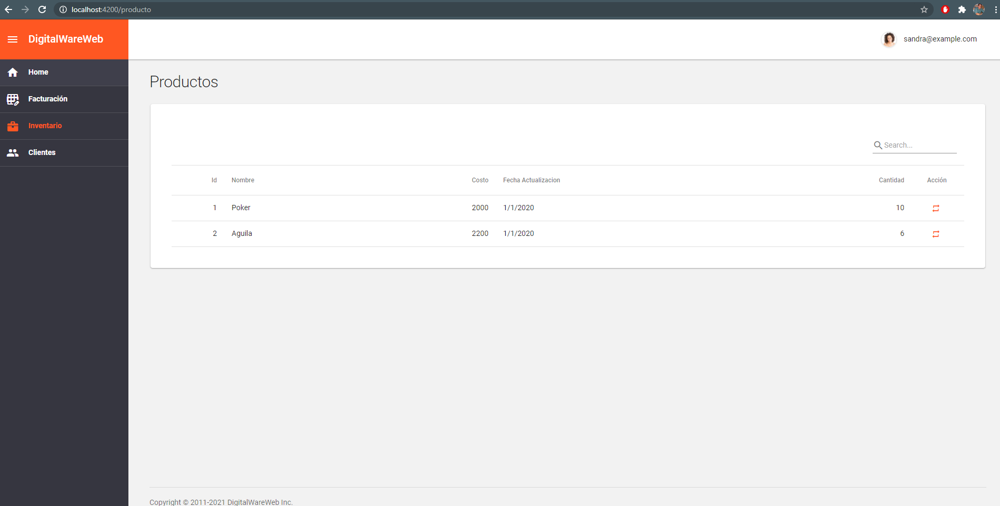 localhost:4200/producto
DigitalWareWeb
sandra@example.com
Home
Facturación
Inventario
Clientes
Productos
Search...
Id Nombre Costo Fecha Actualizacion Cantidad Acción
1 Poker 2000 1/1/2020 10
2 Aguila 2200 1/1/2020 6
Copyright © 2011-2021 DigitalWareWeb Inc.